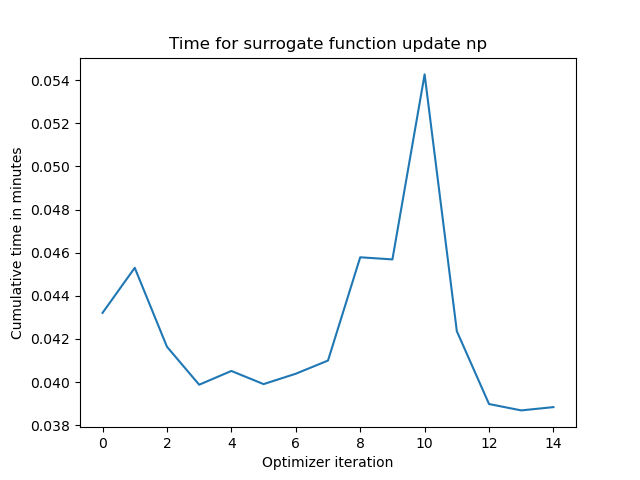 Time for surrogate function update np
Cumulative time in minutes
0.054
0.052
0.050
0.048
0.046
0.044
0.042
0.040
0.038
0 2 4 6 8 10 12 14
Optimizer iteration